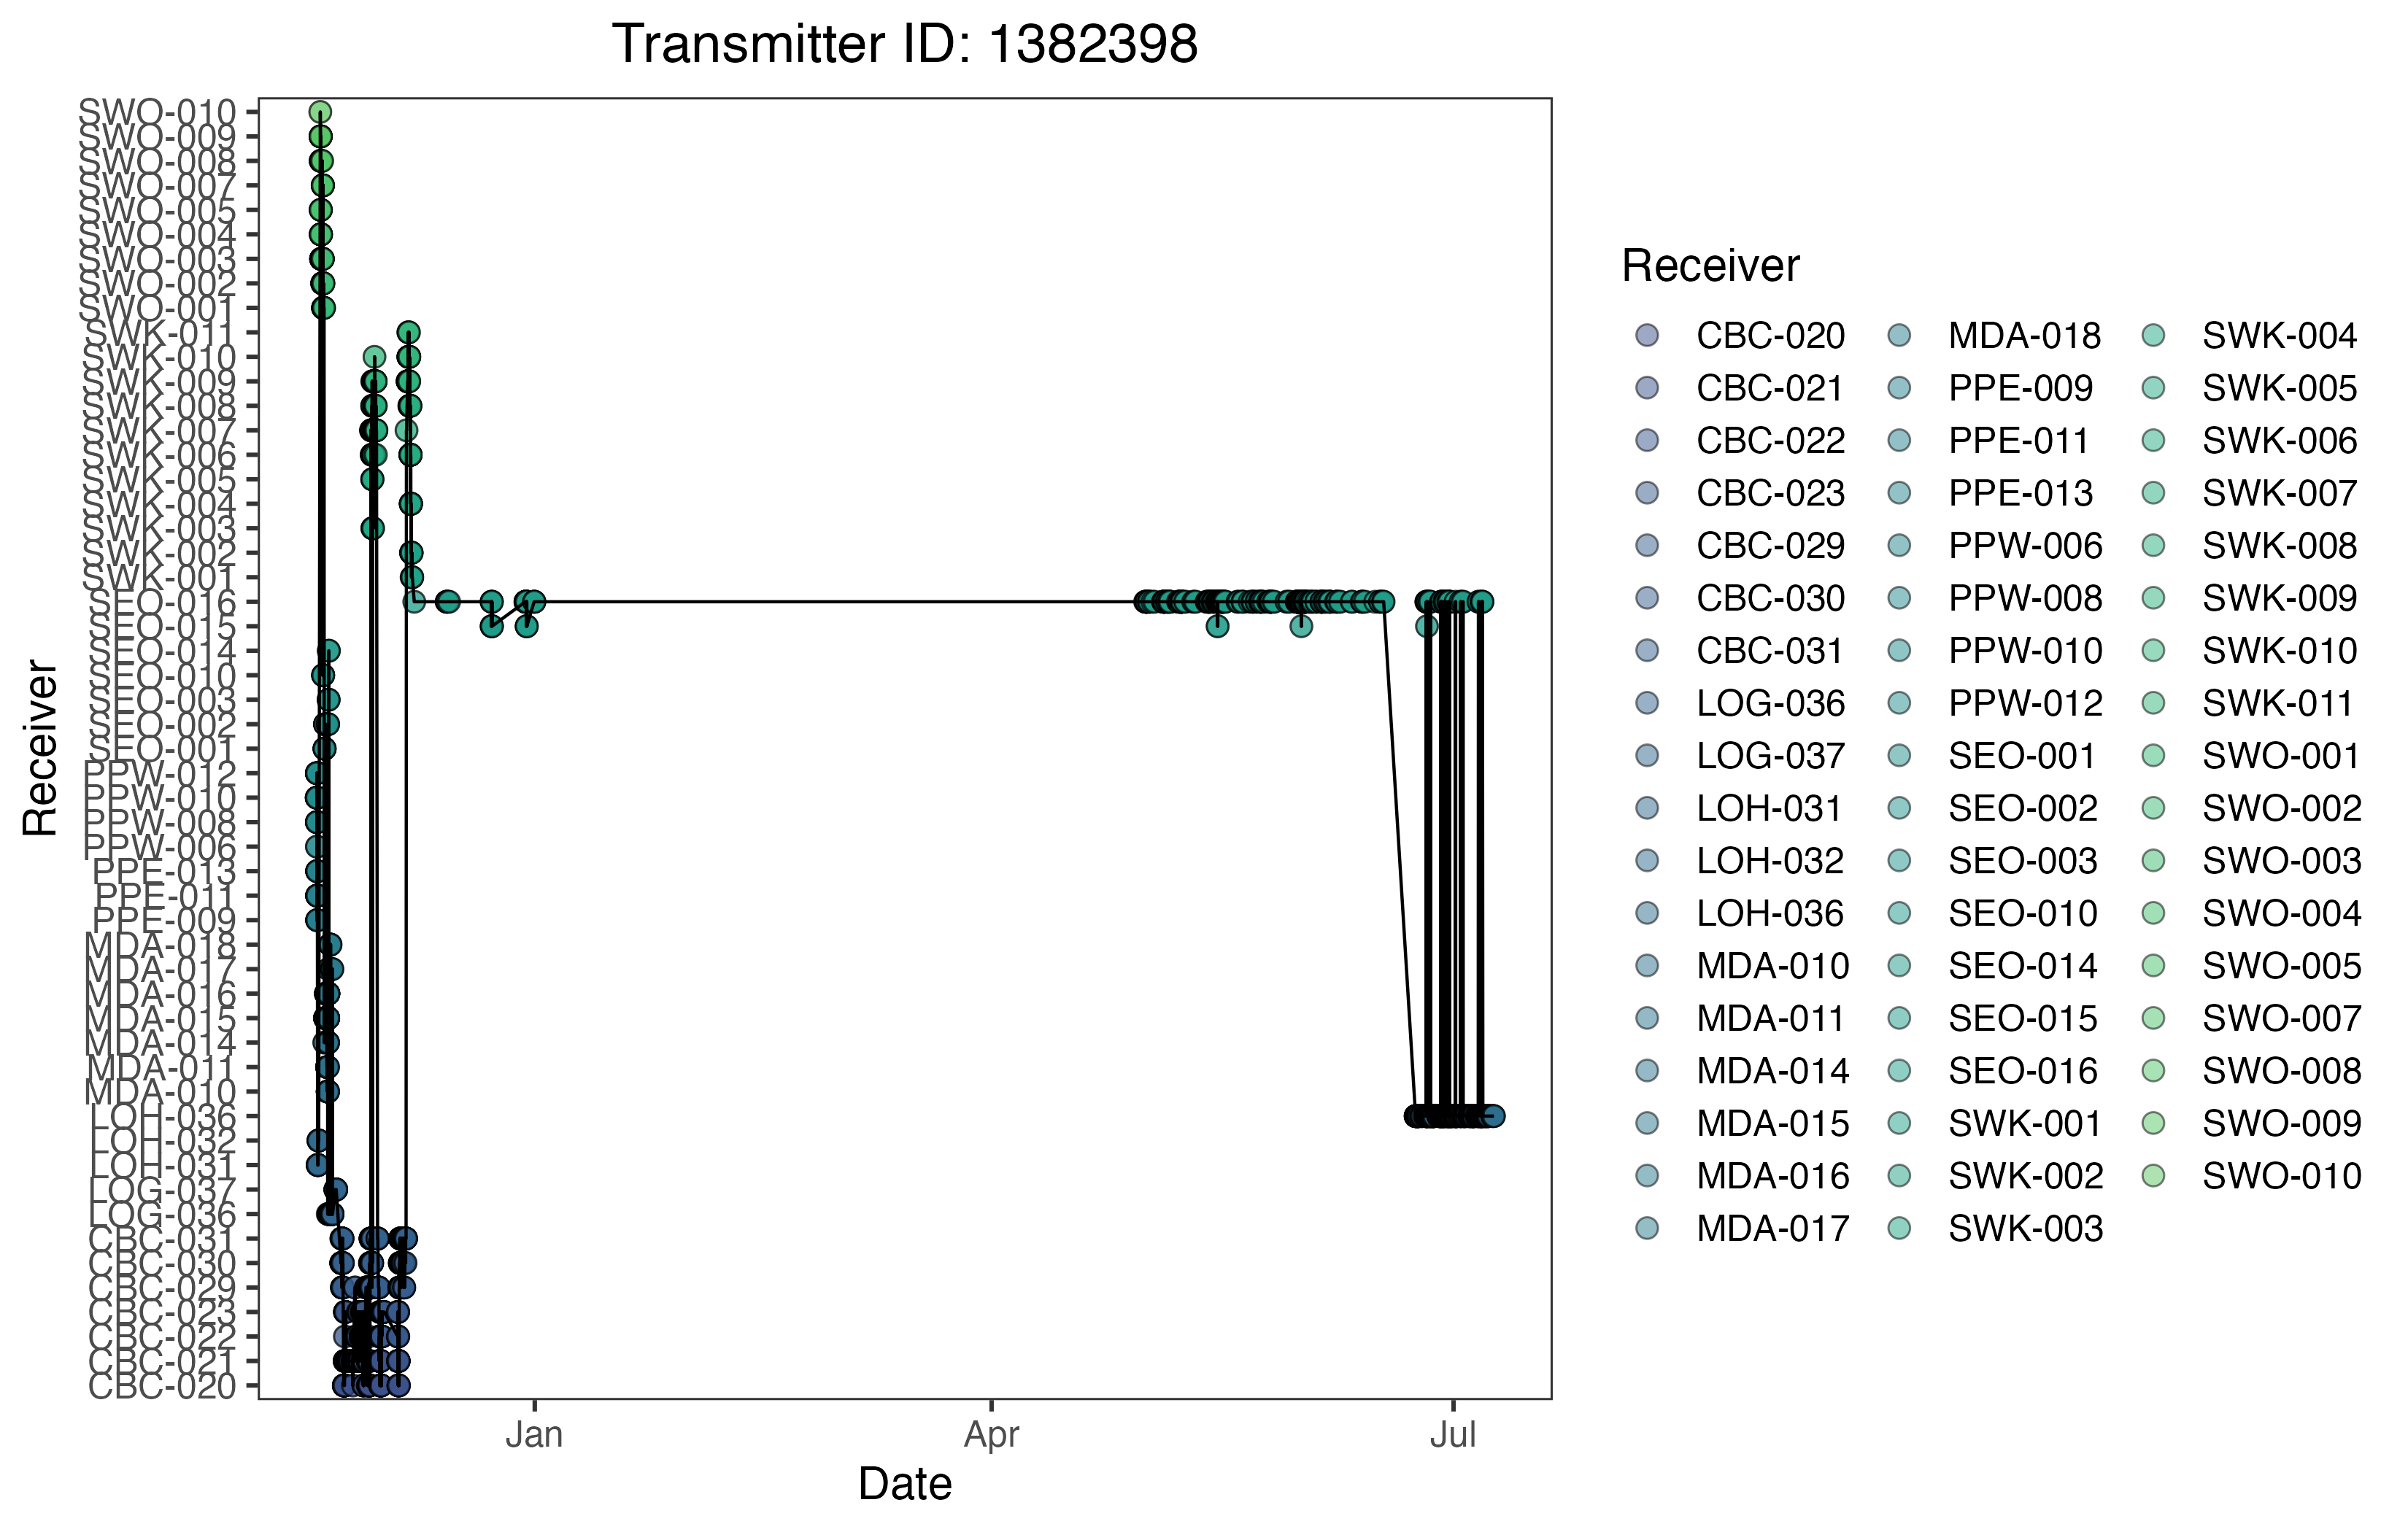 Transmitter ID: 1382398
Receiver
SWO-010
SWO-009
SWO-008
SWO-007
SWO-005
SWO-004
SWO-003
SWO-002
SWO-001
SWK-011
SWK-010
SWK-009
SWK-008
SWK-007
SWK-006
SWK-005
SWK-004
SWK-003
SWK-002
SWK-001
SEO-016
SEO-015
SEO-014
SEO-010
SEO-003
SEO-002
SEO-001
PPW-012
PPW-010
PPW-008
PPW-006
PPE-013
PPE-011
PPE-009
MDA-018
MDA-017
MDA-016
MDA-015
MDA-014
MDA-011
MDA-010
LOH-036
LOH-032
LOH-031
LOG-037
LOG-036
CBC-031
CBC-030
CBC-029
CBC-023
CBC-022
CBC-021
CBC-020
Jan Apr Jul
Date
Receiver
CBC-020 MDA-018 SWK-004
CBC-021 PPE-009 SWK-005
CBC-022 PPE-011 SWK-006
CBC-023 PPE-013 SWK-007
CBC-029 PPW-006 SWK-008
CBC-030 PPW-008 SWK-009
CBC-031 PPW-010 SWK-010
LOG-036 PPW-012 SWK-011
LOG-037 SEO-001 SWO-001
LOH-031 SEO-002 SWO-002
LOH-032 SEO-003 SWO-003
LOH-036 SEO-010 SWO-004
MDA-010 SEO-014 SWO-005
MDA-011 SEO-015 SWO-007
MDA-014 SEO-016 SWO-008
MDA-015 SWK-001 SWO-009
MDA-016 SWK-002 SWO-010
MDA-017 SWK-003